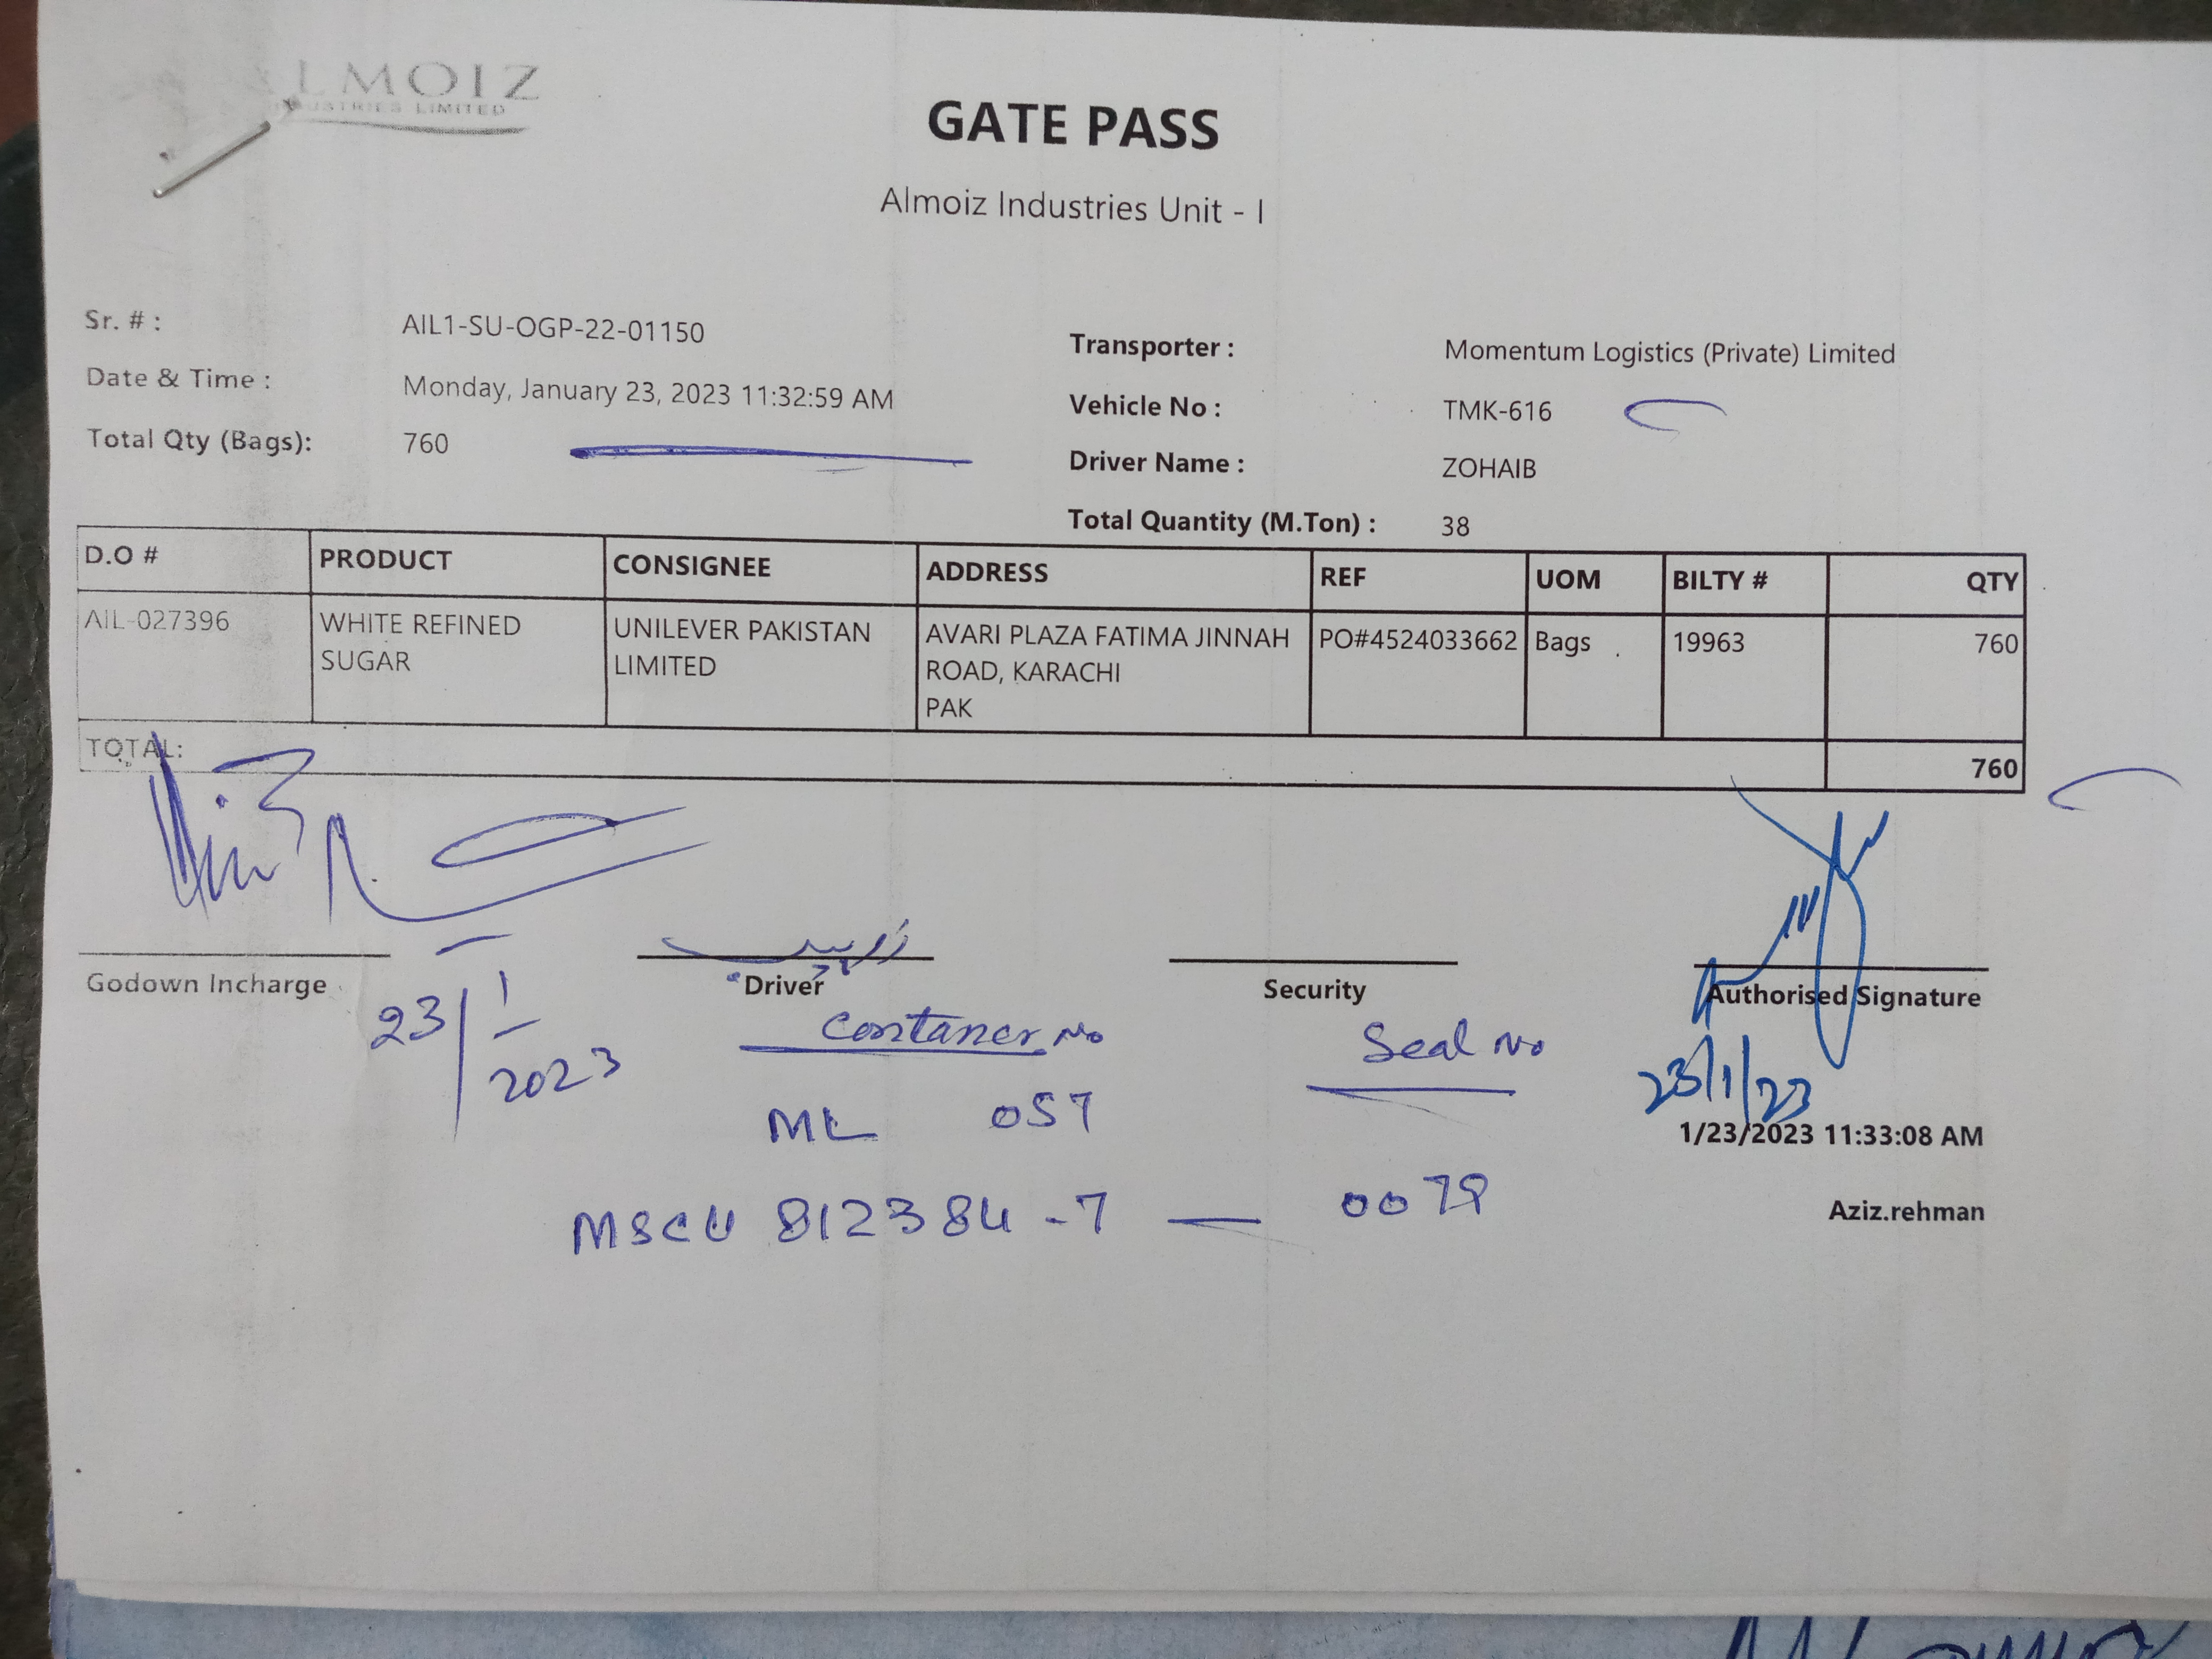 ALMOIZ
INDUSTRIES LIMITED
GATE PASS
Almoiz Industries Unit - I
Sr. # : AIL1-SU-OGP-22-01150
Date & Time : Monday, January 23, 2023 11:32:59 AM
Total Qty (Bags): 760
Transporter : Momentum Logistics (Private) Limited
Vehicle No : TMK-616
Driver Name : ZOHAIB
Total Quantity (M.Ton) : 38
D.O # PRODUCT CONSIGNEE ADDRESS REF UOM BILTY # QTY
AIL-027396 WHITE REFINED UNILEVER PAKISTAN AVARI PLAZA FATIMA JINNAH PO#4524033662 Bags 19963 760
SUGAR LIMITED ROAD, KARACHI
PAK
TOTAL: 760
Godown Incharge Driver Security Authorised Signature
23/1/2023
Contaner No Seal No
23/1/23
ML 057
1/23/2023 11:33:08 AM
MSCU 812384-7 — 0079
Aziz.rehman